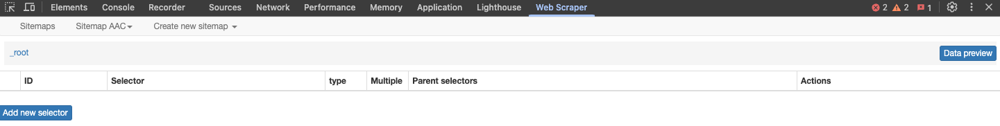 Elements Console Recorder Sources Network Performance Memory Application Lighthouse Web Scraper 2 2 1
Sitemaps Sitemap AAC Create new sitemap
_root Data preview
ID Selector type Multiple Parent selectors Actions
Add new selector